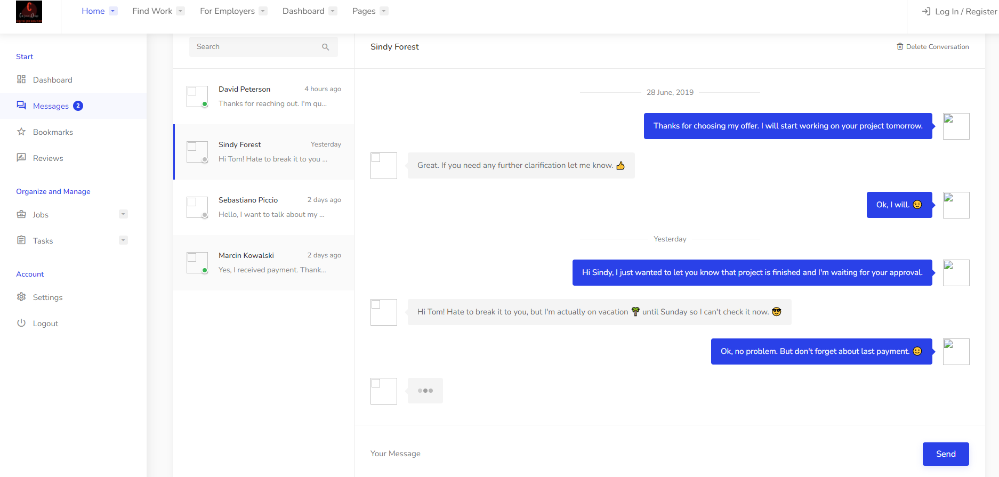 C
Home
Find Work
For Employers
Dashboard
Pages
Log In / Register
Start
Dashboard
Messages 2
Bookmarks
Reviews
Organize and Manage
Jobs
Tasks
Account
Settings
Logout
Search
David Peterson 4 hours ago
Thanks for reaching out. I'm qu...
Sindy Forest Yesterday
Hi Tom! Hate to break it to you ...
Sebastiano Piccio 2 days ago
Hello, I want to talk about my ...
Marcin Kowalski 2 days ago
Yes, I received payment. Thank...
Sindy Forest
Delete Conversation
28 June, 2019
Thanks for choosing my offer. I will start working on your project tomorrow.
Great. If you need any further clarification let me know. 👍
Ok, I will. 😉
Yesterday
Hi Sindy, I just wanted to let you know that project is finished and I'm waiting for your approval.
Hi Tom! Hate to break it to you, but I'm actually on vacation 🌴 until Sunday so I can't check it now. 😎
Ok, no problem. But don't forget about last payment. 🙂
Your Message
Send